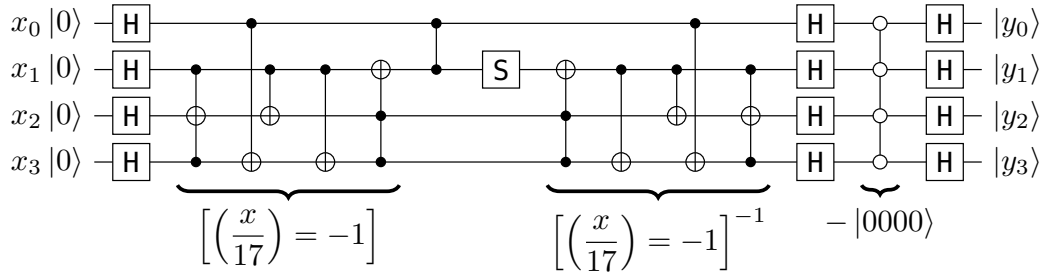 x₀ |0⟩ H H H |y₀⟩
x₁ |0⟩ H S H H |y₁⟩
x₂ |0⟩ H H H |y₂⟩
x₃ |0⟩ H H H |y₃⟩
[(x/17) = −1] [(x/17) = −1]⁻¹ − |0000⟩